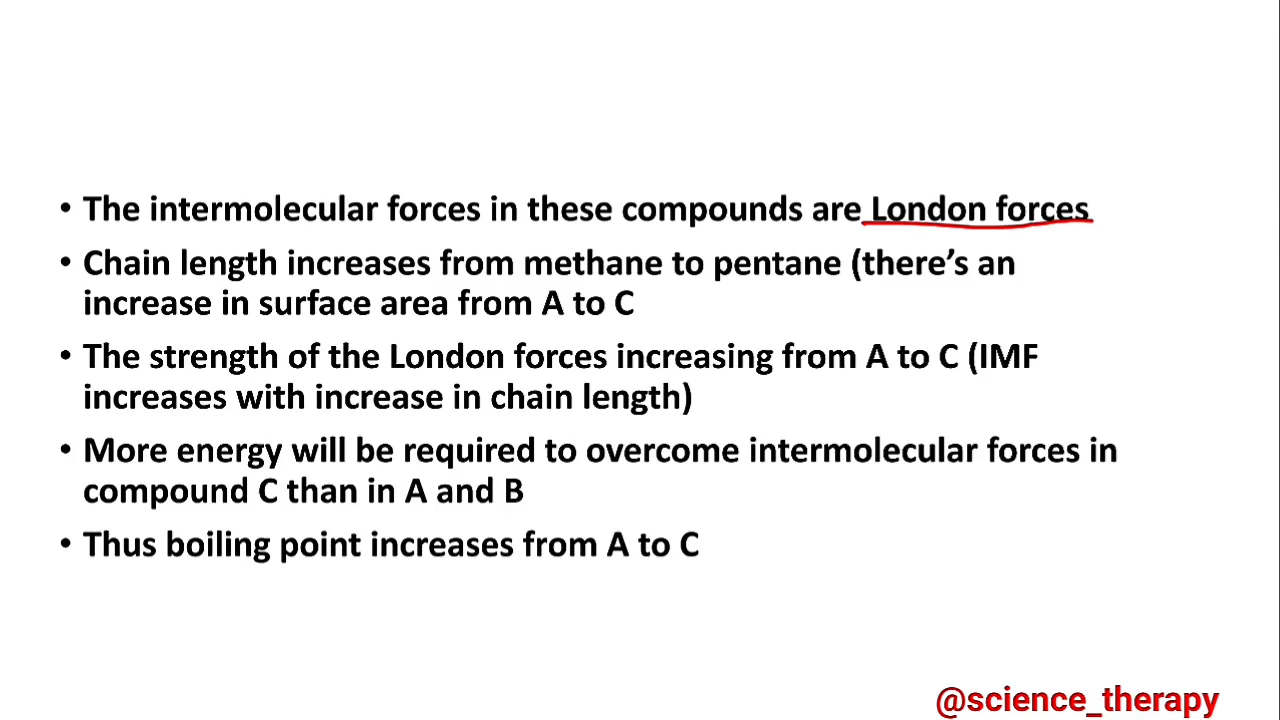 • The intermolecular forces in these compounds are London forces
• Chain length increases from methane to pentane (there’s an
increase in surface area from A to C
• The strength of the London forces increasing from A to C (IMF
increases with increase in chain length)
• More energy will be required to overcome intermolecular forces in
compound C than in A and B
• Thus boiling point increases from A to C
@science_therapy